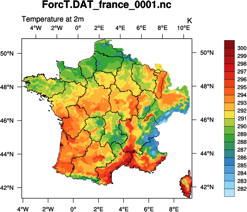 ForcT.DAT_france_0001.nc
Temperature at 2m K
4°W 2°W 0°E 2°E 4°E 6°E 8°E 10°E
50°N 50°N
48°N 48°N
46°N 46°N
44°N 44°N
42°N 42°N
4°W 2°W 0°E 2°E 4°E 6°E 8°E 10°E
300
299
298
297
296
295
294
293
292
291
290
289
288
287
286
285
284
283
282